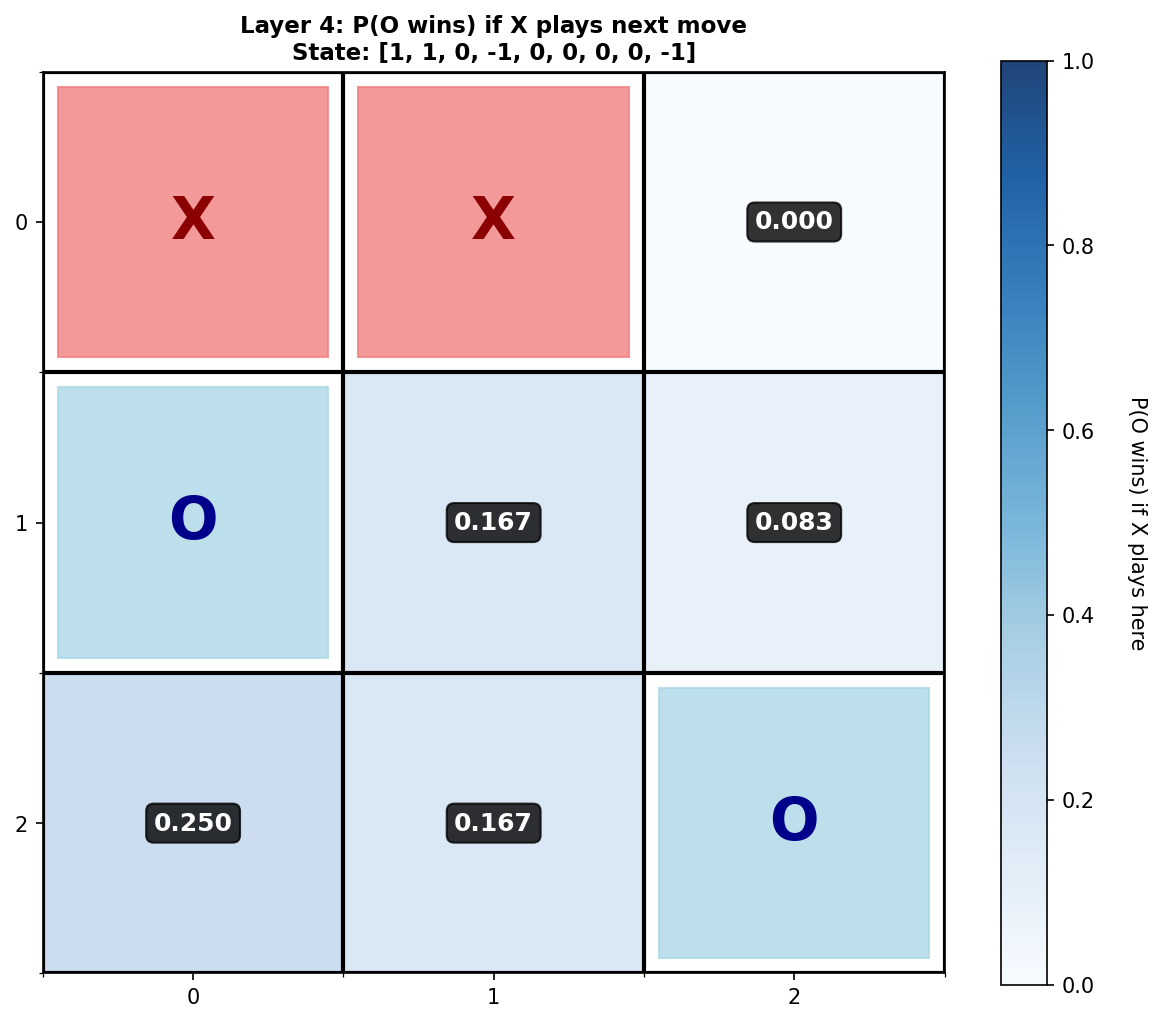 Layer 4: P(O wins) if X plays next move
State: [1, 1, 0, -1, 0, 0, 0, 0, -1]
X
X
0.000
O
0.167
0.083
0.250
0.167
O
0
1
2
0
1
2
1.0
0.8
0.6
0.4
0.2
0.0
P(O wins) if X plays here